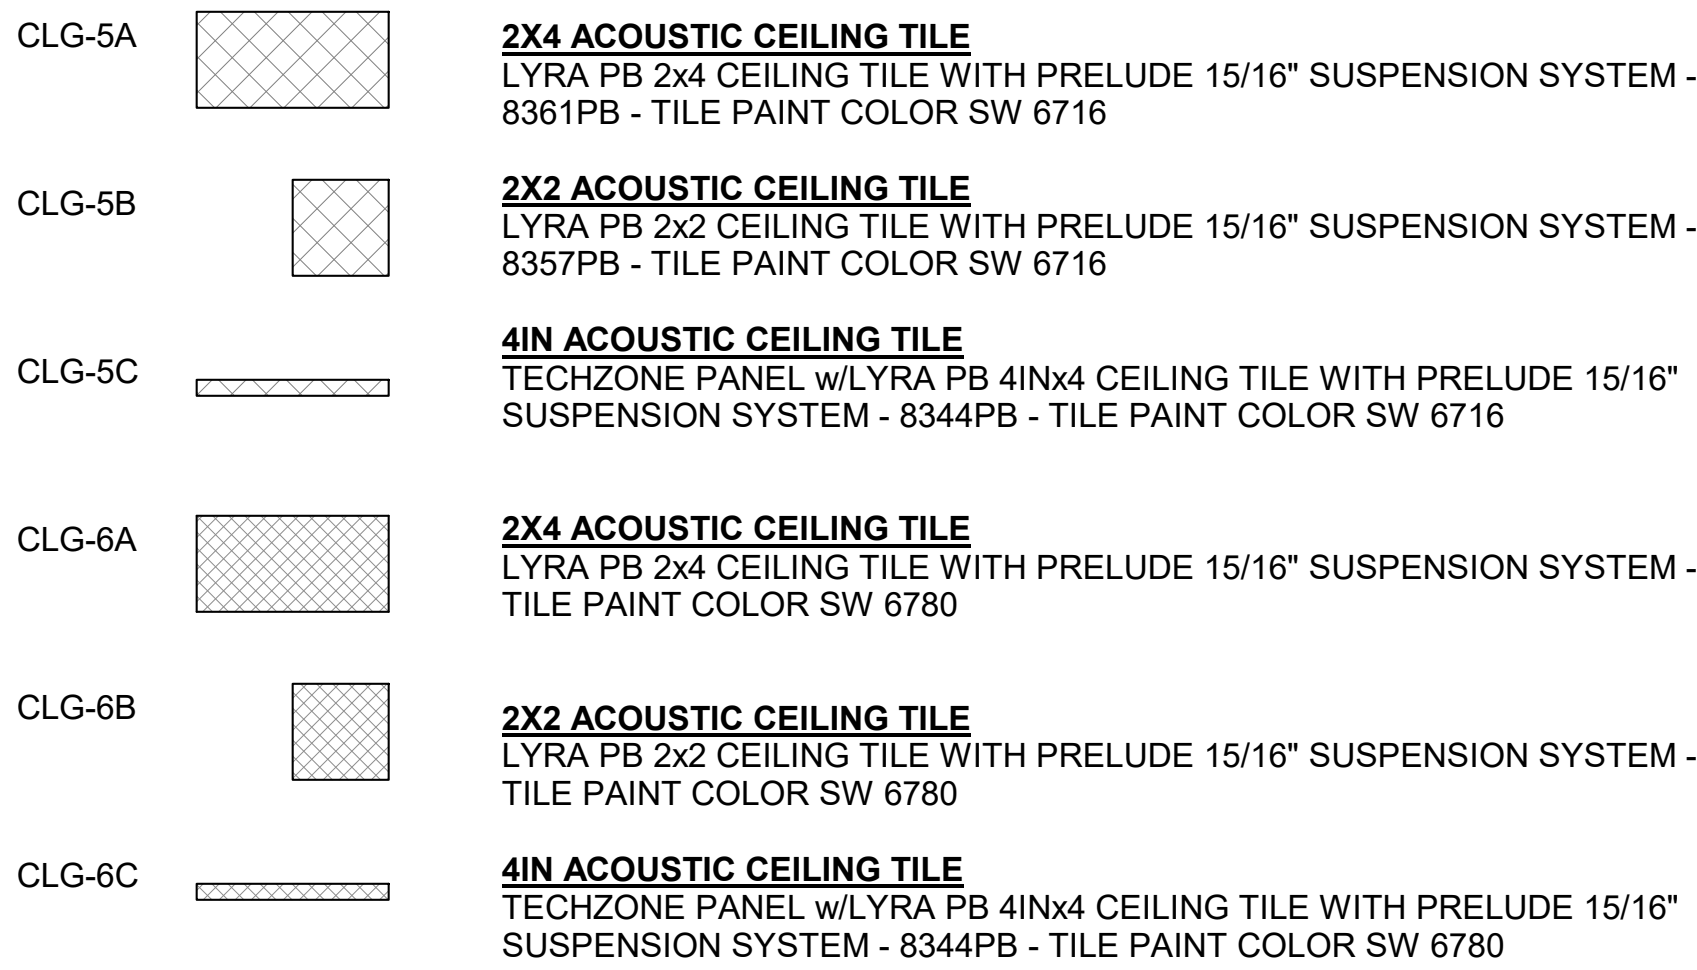 CLG-5A
2X4 ACOUSTIC CEILING TILE
LYRA PB 2x4 CEILING TILE WITH PRELUDE 15/16" SUSPENSION SYSTEM -
8361PB - TILE PAINT COLOR SW 6716
CLG-5B
2X2 ACOUSTIC CEILING TILE
LYRA PB 2x2 CEILING TILE WITH PRELUDE 15/16" SUSPENSION SYSTEM -
8357PB - TILE PAINT COLOR SW 6716
CLG-5C
4IN ACOUSTIC CEILING TILE
TECHZONE PANEL w/LYRA PB 4INx4 CEILING TILE WITH PRELUDE 15/16"
SUSPENSION SYSTEM - 8344PB - TILE PAINT COLOR SW 6716
CLG-6A
2X4 ACOUSTIC CEILING TILE
LYRA PB 2x4 CEILING TILE WITH PRELUDE 15/16" SUSPENSION SYSTEM -
TILE PAINT COLOR SW 6780
CLG-6B
2X2 ACOUSTIC CEILING TILE
LYRA PB 2x2 CEILING TILE WITH PRELUDE 15/16" SUSPENSION SYSTEM -
TILE PAINT COLOR SW 6780
CLG-6C
4IN ACOUSTIC CEILING TILE
TECHZONE PANEL w/LYRA PB 4INx4 CEILING TILE WITH PRELUDE 15/16"
SUSPENSION SYSTEM - 8344PB - TILE PAINT COLOR SW 6780